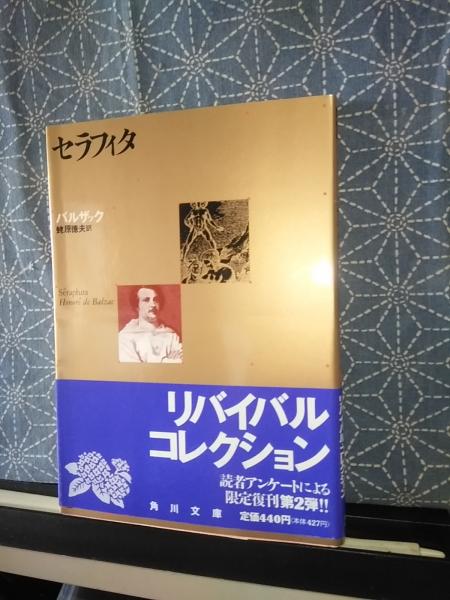 セラフィタ
バルザック
蛯原徳夫訳
Séraphita
Honoré de Balzac
リバイバル
コレクション
読者アンケートによる
限定復刊第2弾!!
角川文庫
定価440円(本体427円)